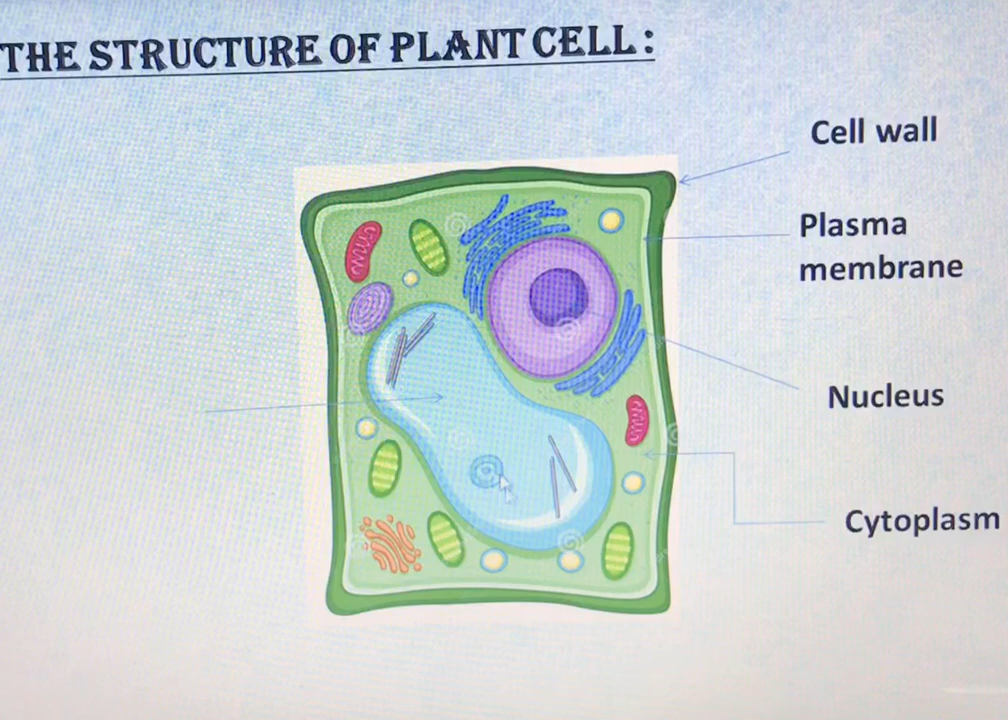 THE STRUCTURE OF PLANT CELL :
Cell wall
Plasma
membrane
Nucleus
Cytoplasm